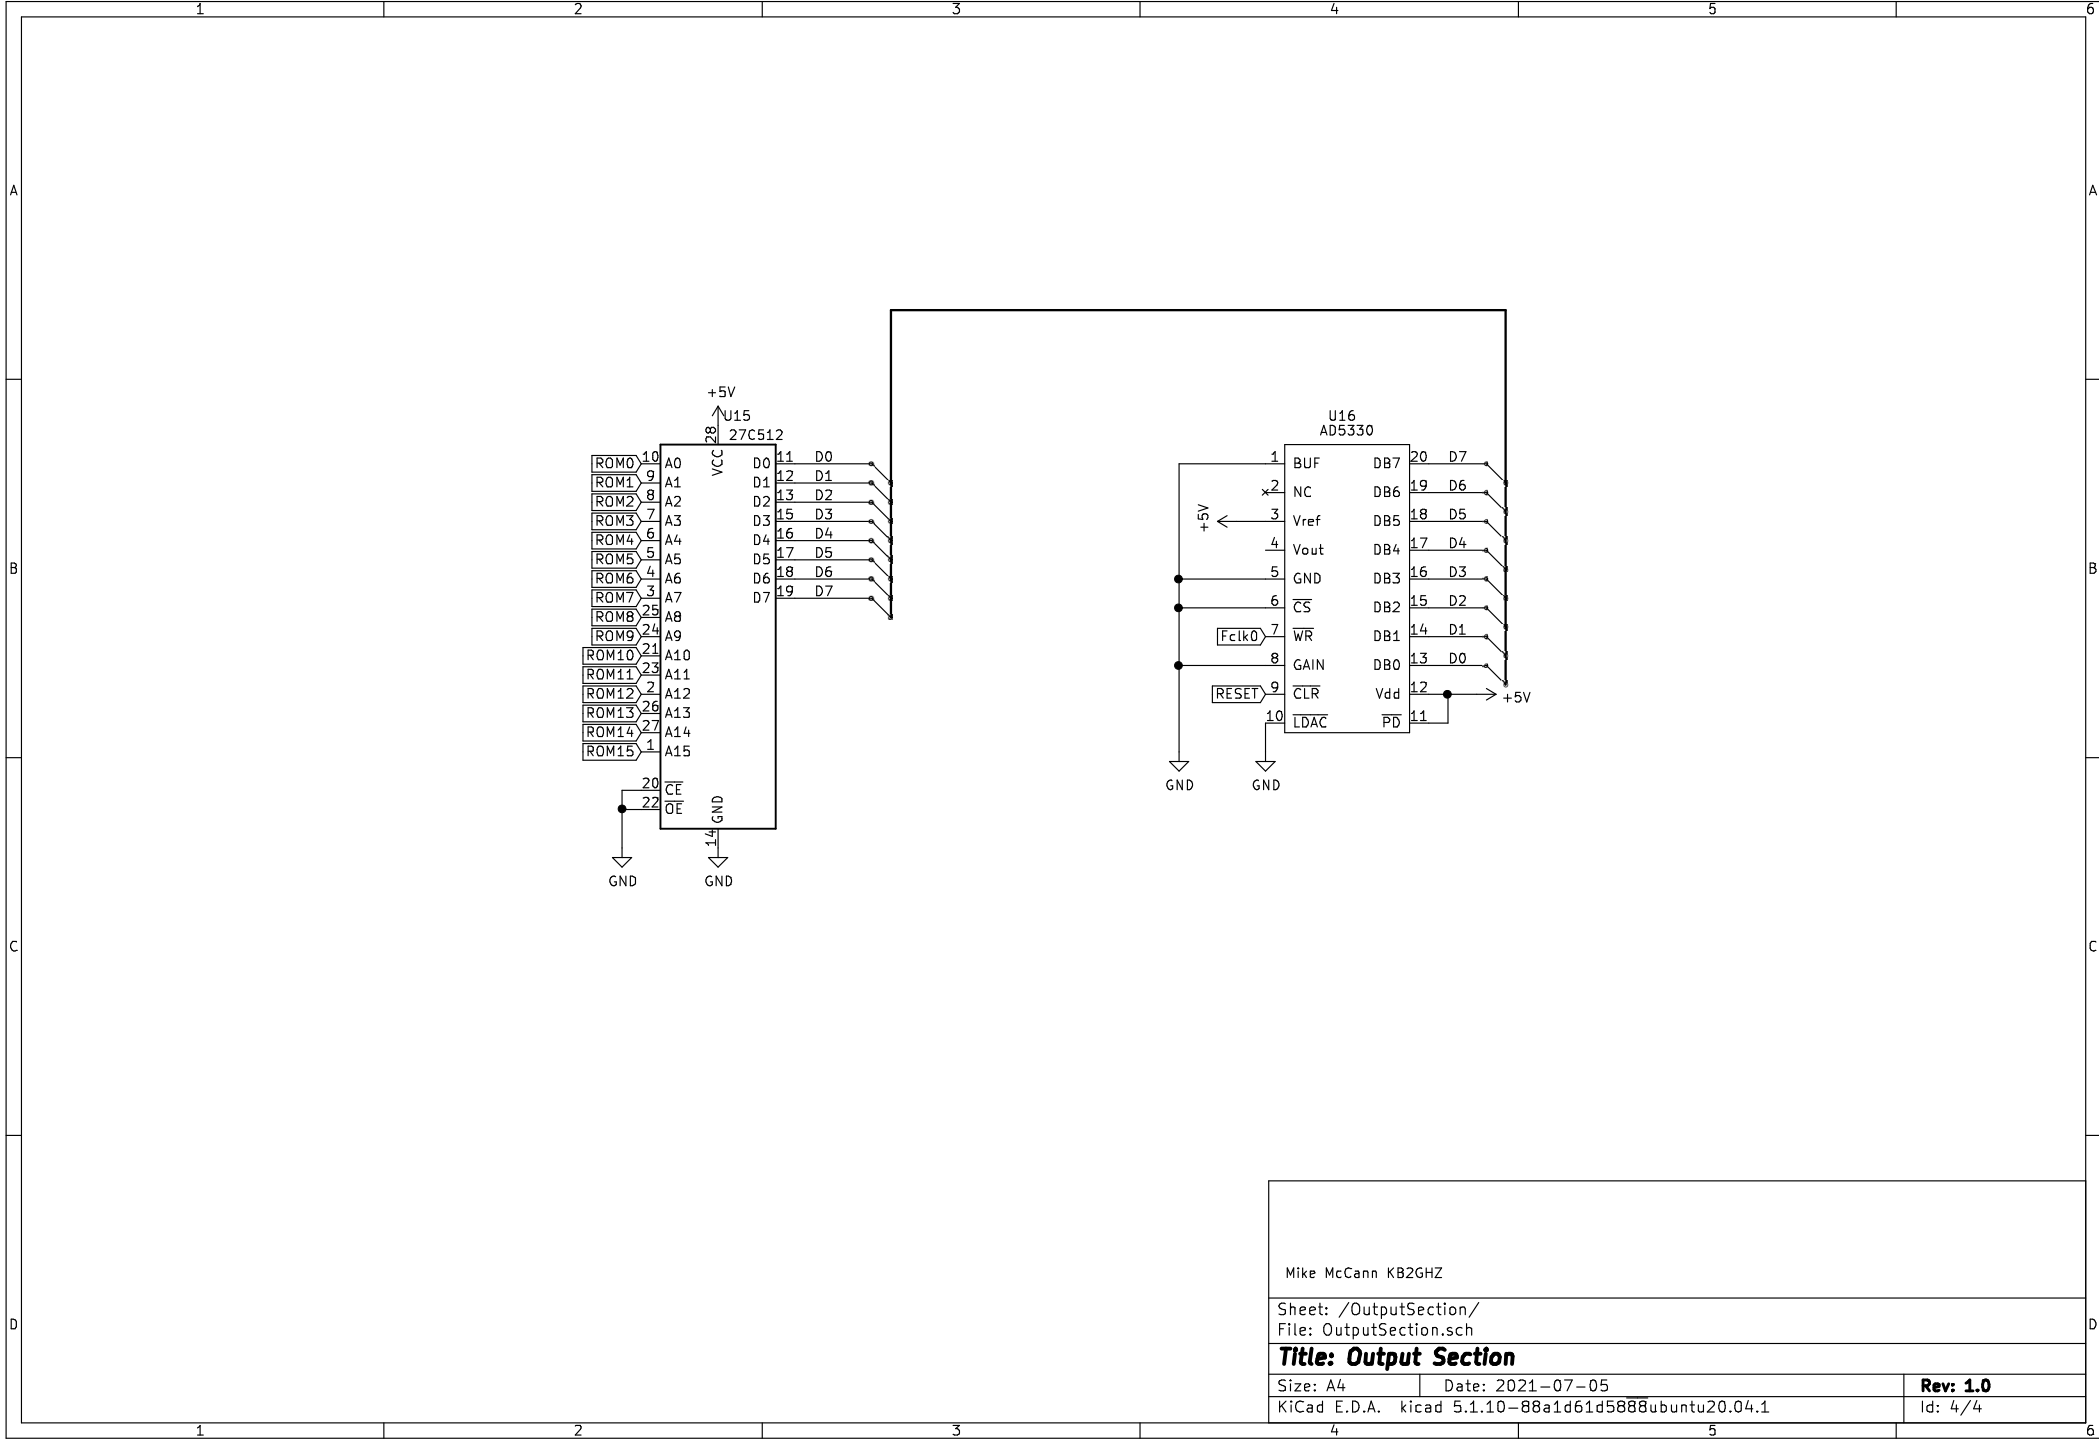 1 2 3 4 5 6
A A
B B
C C
D D
+5V
U15
27C512
28
VCC
ROM0 10 A0 D0 11 D0
ROM1 9 A1 D1 12 D1
ROM2 8 A2 D2 13 D2
ROM3 7 A3 D3 15 D3
ROM4 6 A4 D4 16 D4
ROM5 5 A5 D5 17 D5
ROM6 4 A6 D6 18 D6
ROM7 3 A7 D7 19 D7
ROM8 25 A8
ROM9 24 A9
ROM10 21 A10
ROM11 23 A11
ROM12 2 A12
ROM13 26 A13
ROM14 27 A14
ROM15 1 A15
20 CE
22 OE
GND
14
GND GND
U16
AD5330
1 BUF DB7 20 D7
2 NC DB6 19 D6
+5V 3 Vref DB5 18 D5
4 Vout DB4 17 D4
5 GND DB3 16 D3
6 CS DB2 15 D2
Fclk0 7 WR DB1 14 D1
8 GAIN DB0 13 D0
RESET 9 CLR Vdd 12 +5V
10 LDAC PD 11
GND GND
Mike McCann KB2GHZ
Sheet: /OutputSection/
File: OutputSection.sch
Title: Output Section
Size: A4 Date: 2021-07-05 Rev: 1.0
KiCad E.D.A. kicad 5.1.10-88a1d61d5888ubuntu20.04.1 Id: 4/4
1 2 3 4 5 6